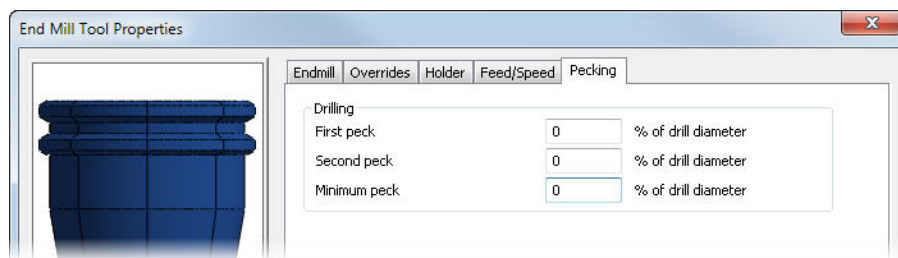 End Mill Tool Properties
Endmill Overrides Holder Feed/Speed Pecking
Drilling
First peck 0 % of drill diameter
Second peck 0 % of drill diameter
Minimum peck 0 % of drill diameter